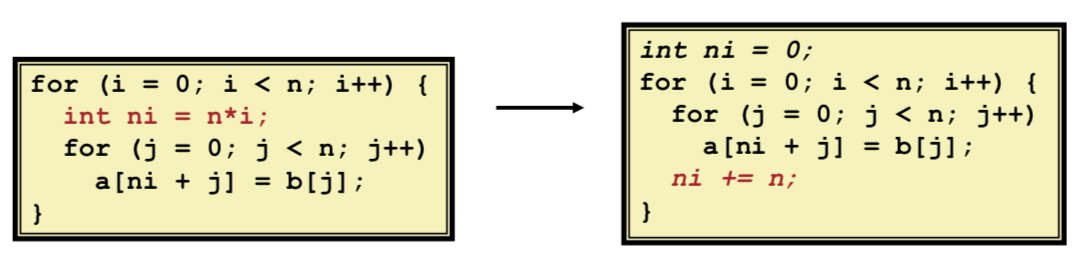 for (i = 0; i < n; i++) {
  int ni = n*i;
  for (j = 0; j < n; j++)
    a[ni + j] = b[j];
}
int ni = 0;
for (i = 0; i < n; i++) {
  for (j = 0; j < n; j++)
    a[ni + j] = b[j];
  ni += n;
}